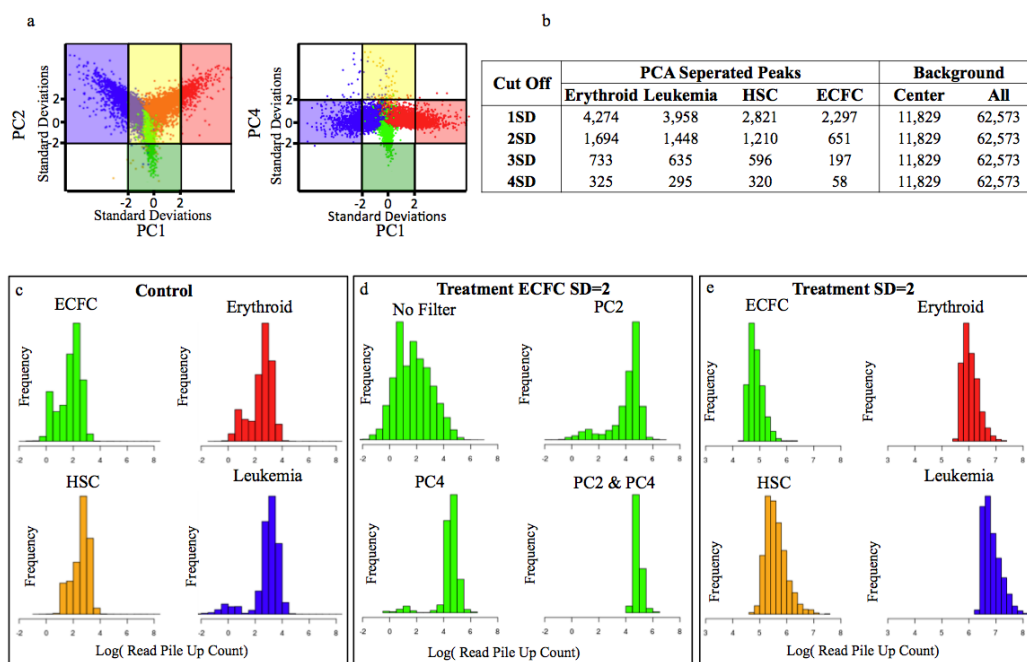 a
PC2
Standard Deviations
2
0
-2
-2 0 2
Standard Deviations
PC1
PC4
Standard Deviations
2
0
-2
-2 0 2
Standard Deviations
PC1
b
Cut Off PCA Seperated Peaks Background
Erythroid Leukemia HSC ECFC Center All
1SD 4,274 3,958 2,821 2,297 11,829 62,573
2SD 1,694 1,448 1,210 651 11,829 62,573
3SD 733 635 596 197 11,829 62,573
4SD 325 295 320 58 11,829 62,573
c Control
ECFC
Frequency
-2 0 2 4 6 8
Erythroid
Frequency
-2 0 2 4 6 8
HSC
Frequency
-2 0 2 4 6 8
Leukemia
Frequency
-2 0 2 4 6 8
Log( Read Pile Up Count)
d Treatment ECFC SD=2
No Filter
Frequency
-2 0 2 4 6 8
PC2
Frequency
-2 0 2 4 6 8
PC4
Frequency
-2 0 2 4 6 8
PC2 & PC4
Frequency
-2 0 2 4 6 8
Log( Read Pile Up Count)
e Treatment SD=2
ECFC
Frequency
3 4 5 6 7 8
Erythroid
Frequency
3 4 5 6 7 8
HSC
Frequency
3 4 5 6 7 8
Leukemia
Frequency
3 4 5 6 7 8
Log( Read Pile Up Count)